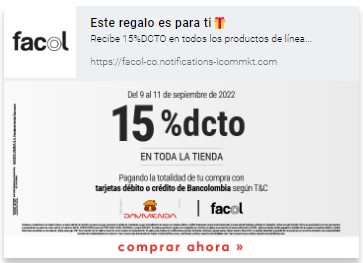 facol
Este regalo es para ti🎁
Recibe 15%DCTO en todos los productos de línea...
https://facol-co.notifications-icommkt.com
Del 9 al 11 de sepiembre de 2022
15 %dcto
EN TODA LA TIENDA
Pagando la totalidad de tu compra con
tarjetas débito o crédito de Bancolombia según T&C
DAVIVIENDA | facol
comprar ahora »